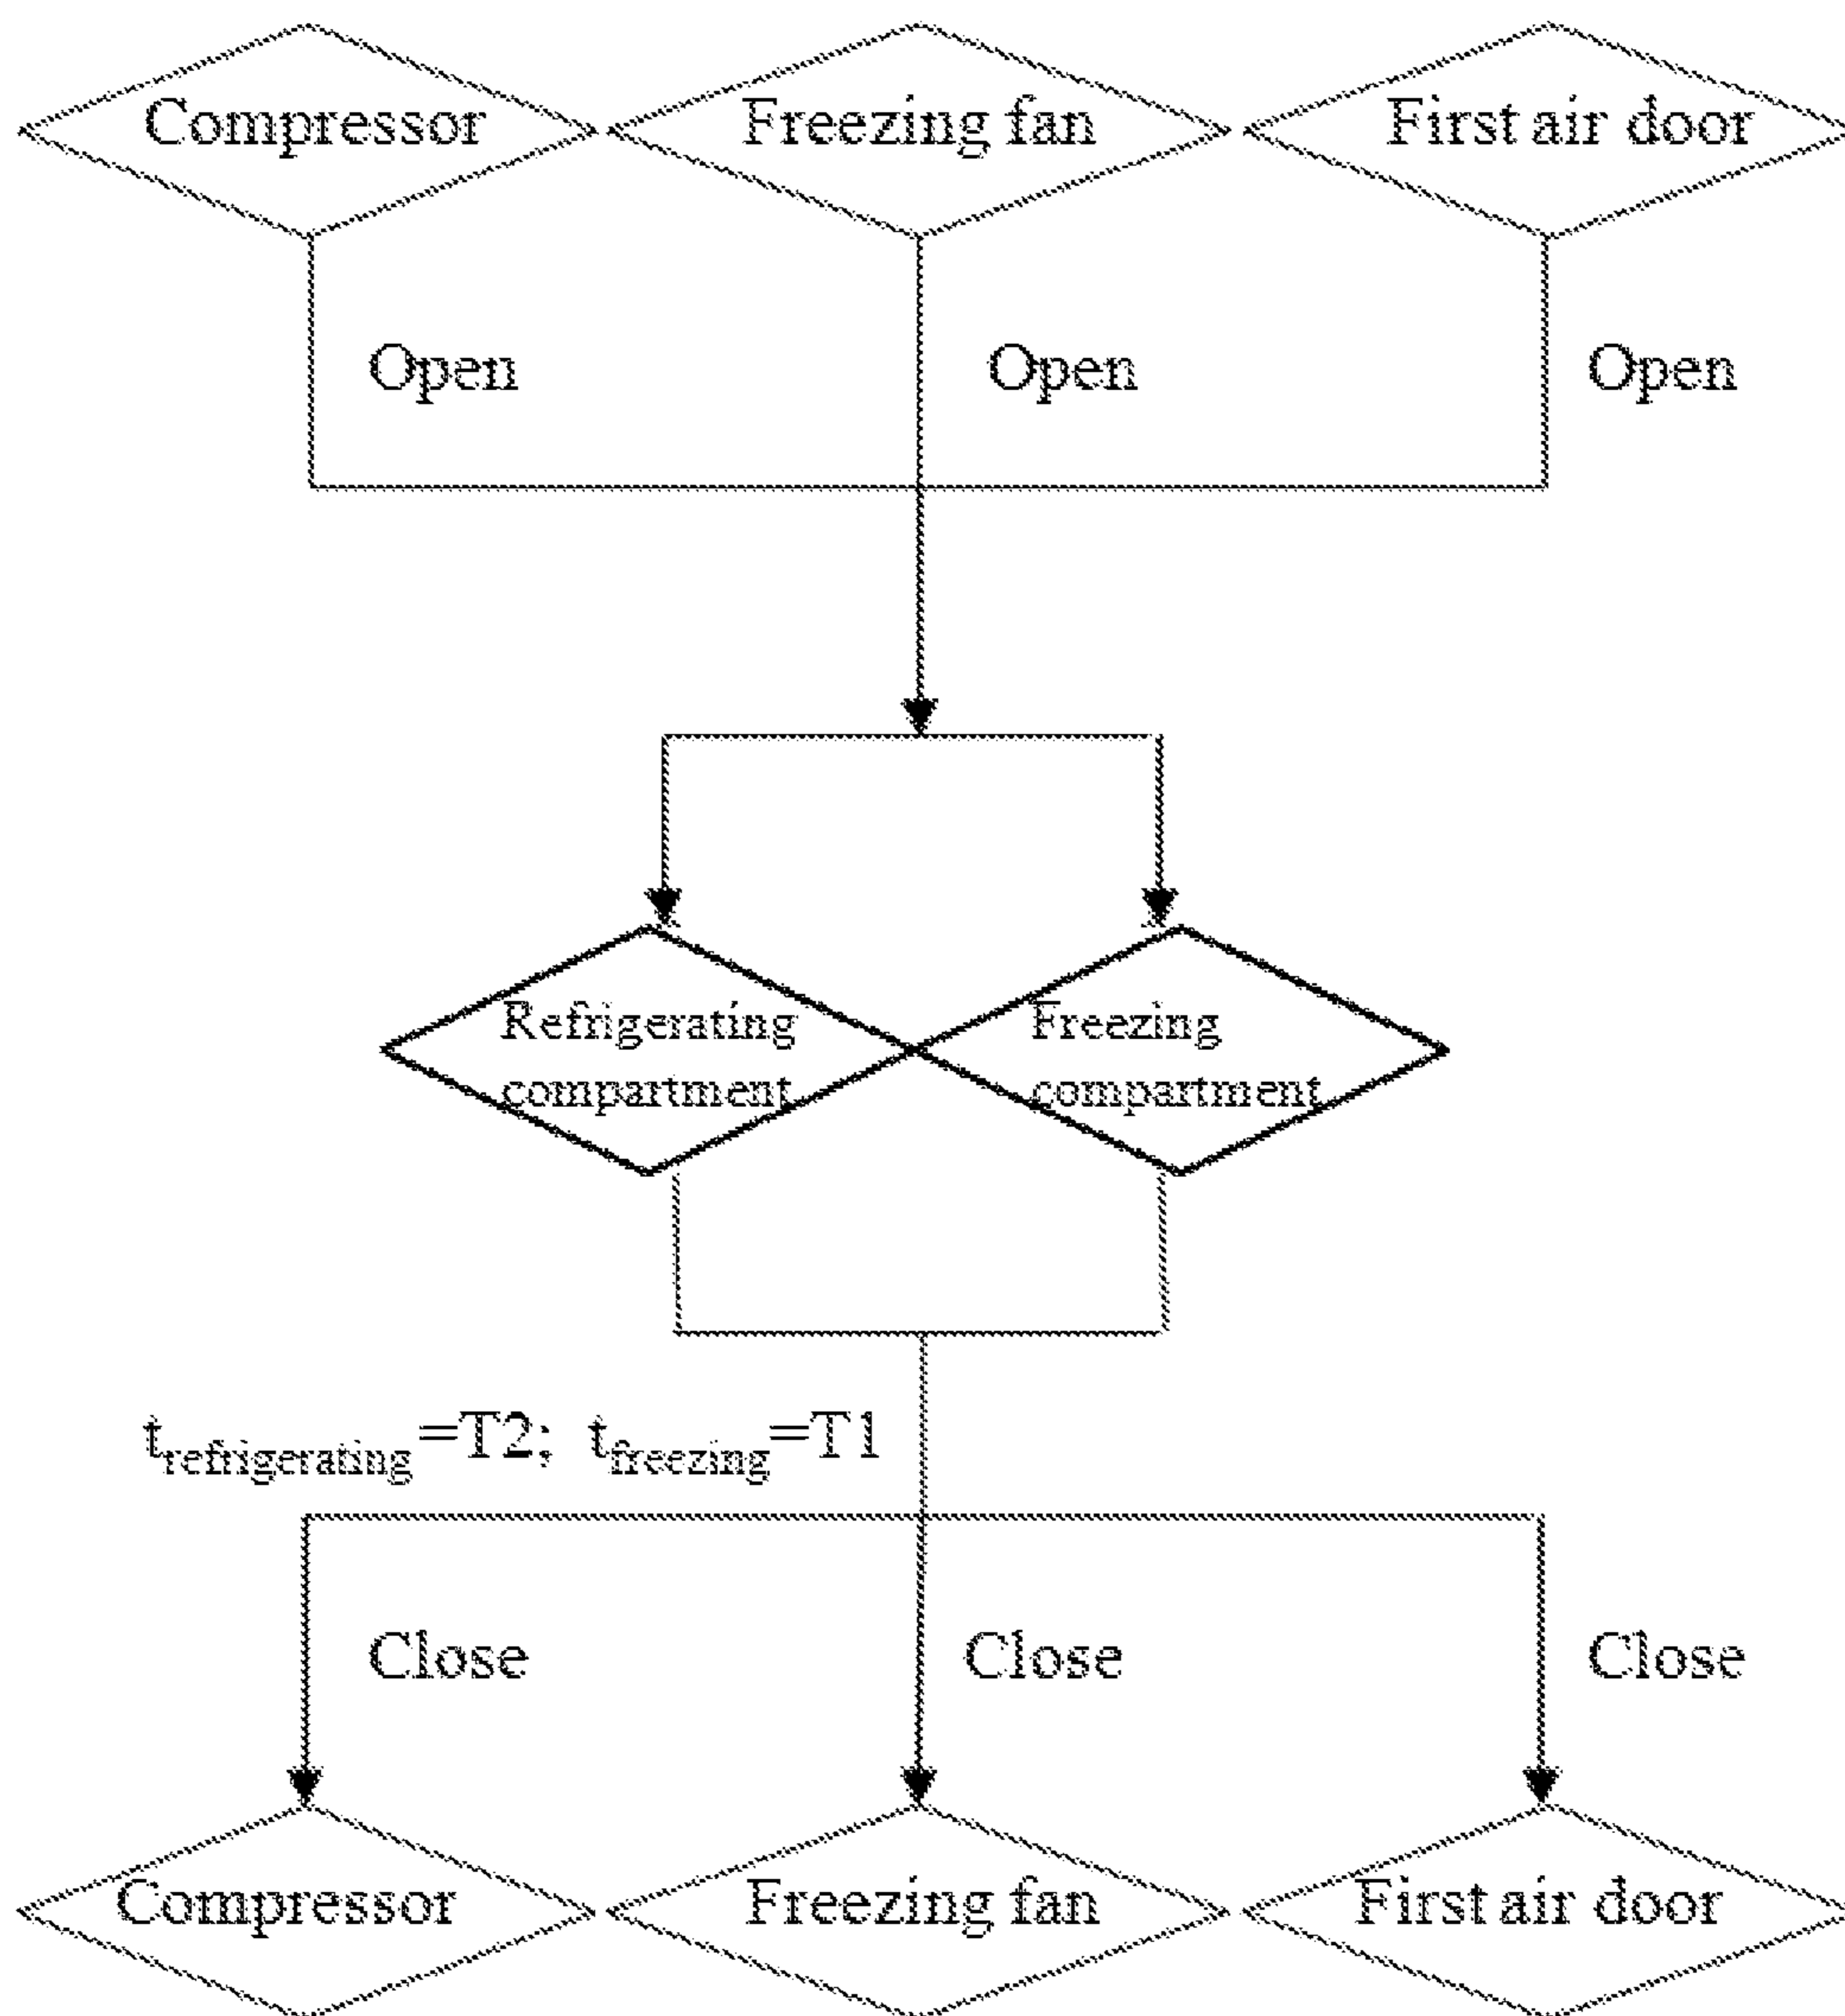 Compressor
Freezing fan
First air door
Open
Open
Open
Refrigerating
compartment
Freezing
compartment
t_refrigerating=T2; t_freezing=T1
Close
Close
Close
Compressor
Freezing fan
First air door